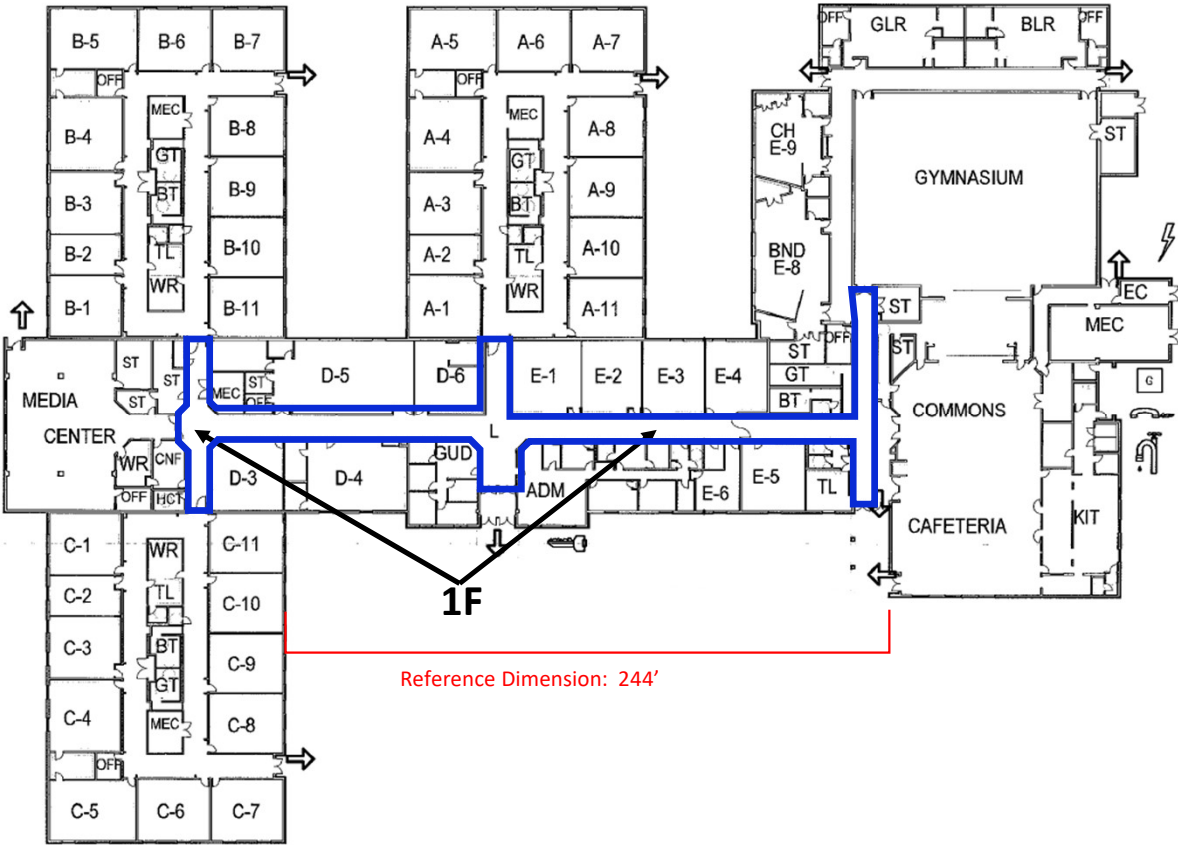 B-5 B-6 B-7
A-5 A-6 A-7
OFF GLR BLR OFF
OFF
OFF
B-4 MEC B-8
A-4 MEC A-8
CH
E-9
ST
GYMNASIUM
GT
BT
B-3 B-9
GT
BT
A-3 A-9
B-2 TL B-10
A-2 TL A-10
BND
E-8
WR
WR
B-1 B-11
A-1 A-11
ST
EC
MEC
ST
ST
ST
MEC
ST
OFF
D-5 D-6
E-1 E-2 E-3 E-4
ST
OFF
GT
BT
ST
MEDIA
CENTER
COMMONS
G
L
WR
CNF
OFF
HCT
D-3 D-4
GUD
ADM
E-6 E-5
TL
CAFETERIA
KIT
C-1 WR C-11
C-2 TL C-10
1F
C-3 BT C-9
GT
Reference Dimension: 244'
C-4 MEC C-8
OFF
C-5 C-6 C-7